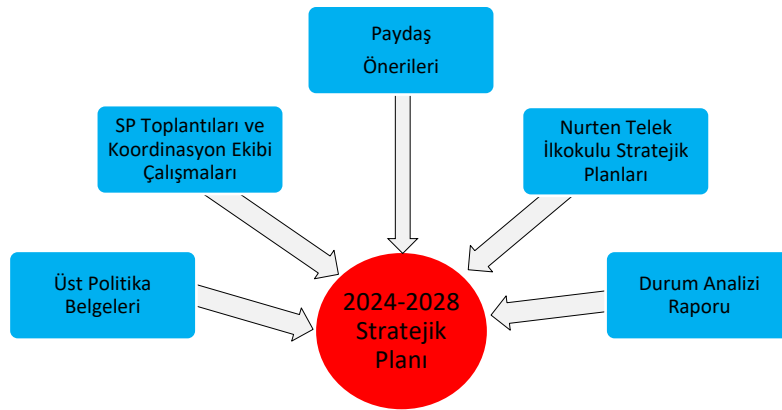 Paydaş
Önerileri
SP Toplantıları ve
Koordinasyon Ekibi
Çalışmaları
Nurten Telek
İlkokulu Stratejik
Planları
Üst Politika
Belgeleri
2024-2028
Stratejik
Planı
Durum Analizi
Raporu